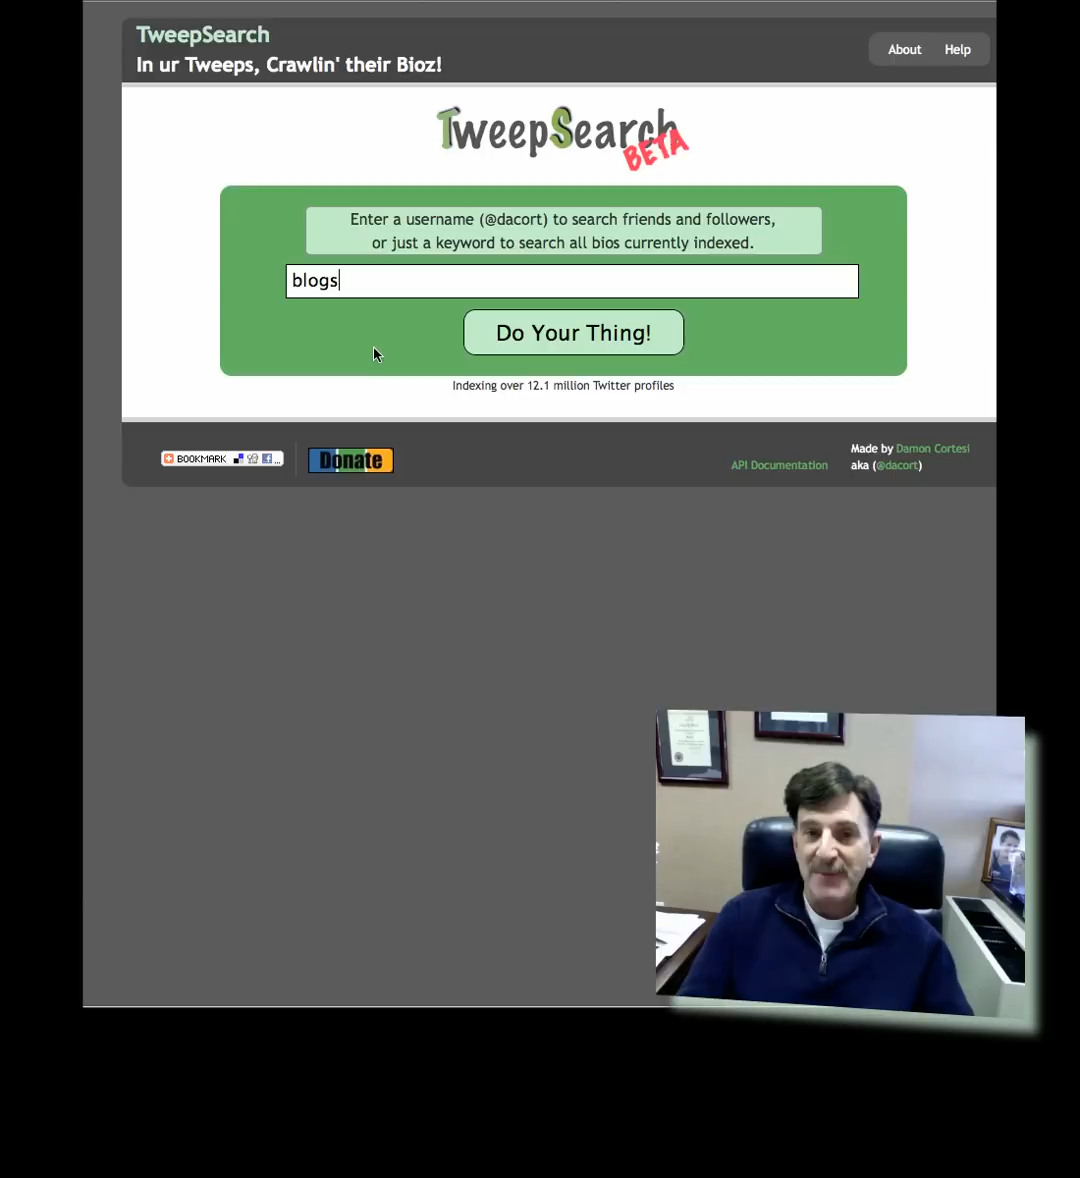 TweepSearch
In ur Tweeps, Crawlin' their Bioz!
About Help
TweepSearch
BETA
Enter a username (@dacort) to search friends and followers,
or just a keyword to search all bios currently indexed.
blogs
Do Your Thing!
Indexing over 12.1 million Twitter profiles
BOOKMARK ...
Donate
API Documentation
Made by Damon Cortesi
aka (@dacort)